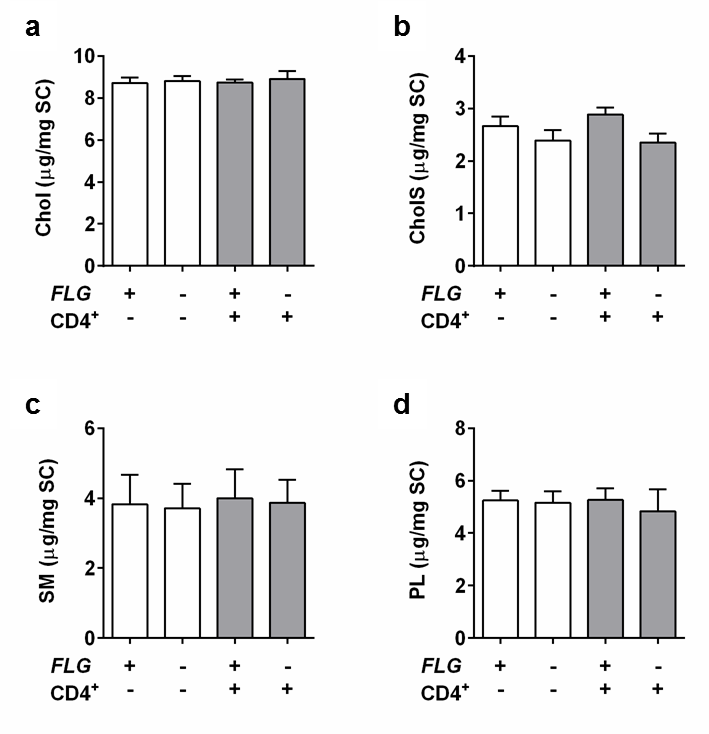 a
Chol (μg/mg SC)
10
8
6
4
2
0
FLG + - + -
CD4⁺ - - + +
b
CholS (μg/mg SC)
4
3
2
1
0
FLG + - + -
CD4⁺ - - + +
c
SM (μg/mg SC)
6
4
2
0
FLG + - + -
CD4⁺ - - + +
d
PL (μg/mg SC)
8
6
4
2
0
FLG + - + -
CD4⁺ - - + +